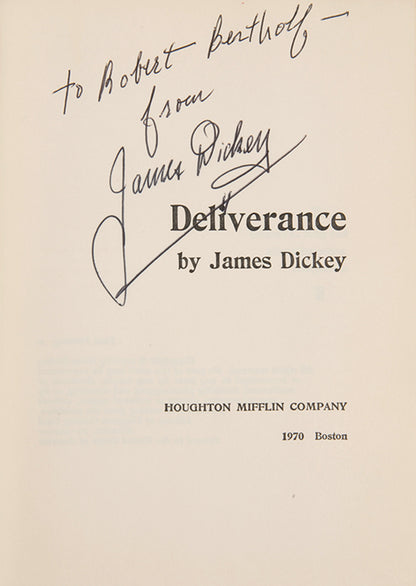 to Robert Bertholf –
from
James Dickey
Deliverance
by James Dickey
HOUGHTON MIFFLIN COMPANY
1970 Boston